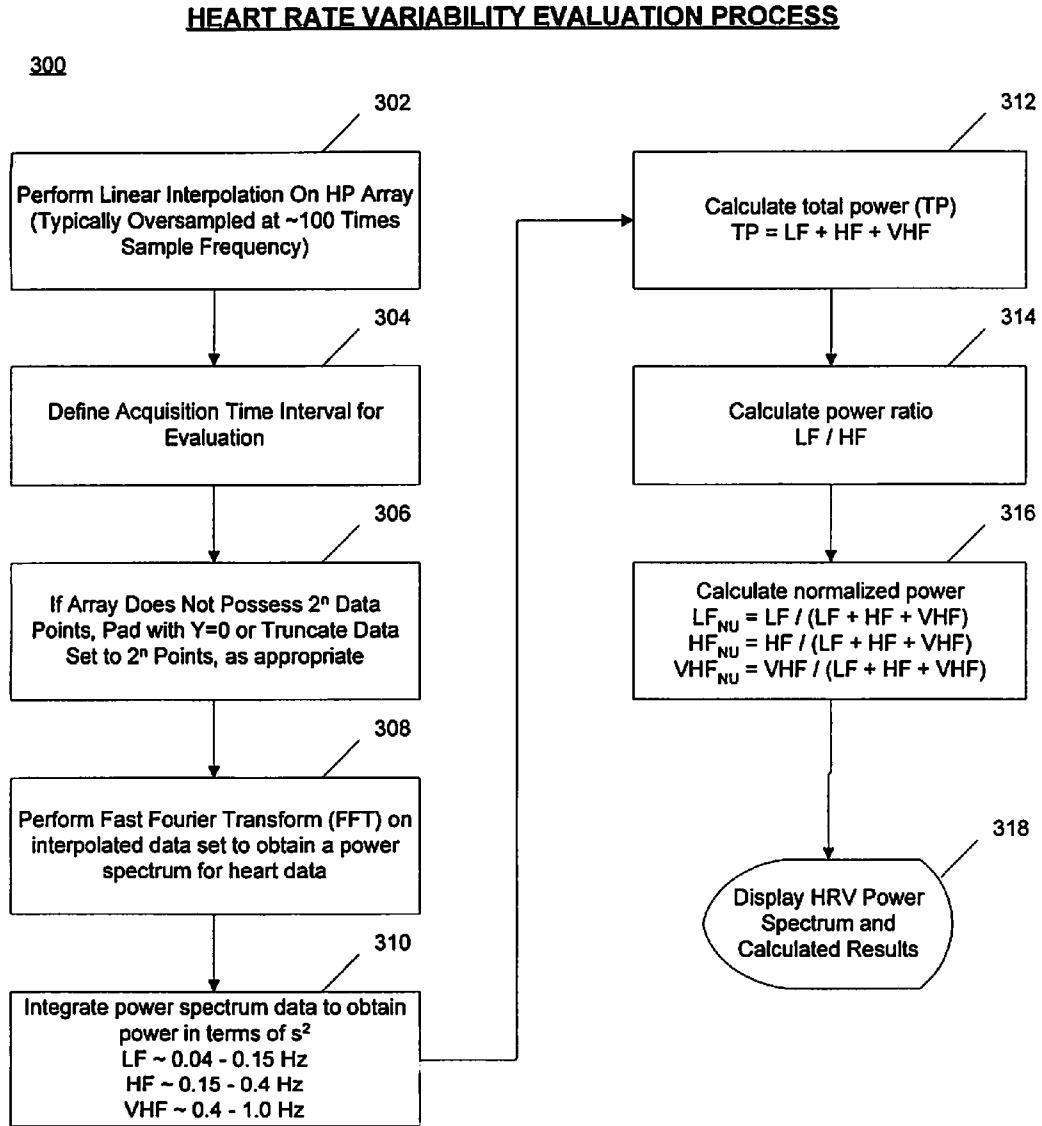 HEART RATE VARIABILITY EVALUATION PROCESS
300
302
Perform Linear Interpolation On HP Array
(Typically Oversampled at ~100 Times
Sample Frequency)
304
Define Acquisition Time Interval for
Evaluation
306
If Array Does Not Possess 2ⁿ Data
Points, Pad with Y=0 or Truncate Data
Set to 2ⁿ Points, as appropriate
308
Perform Fast Fourier Transform (FFT) on
interpolated data set to obtain a power
spectrum for heart data
310
Integrate power spectrum data to obtain
power in terms of s²
LF ~ 0.04 - 0.15 Hz
HF ~ 0.15 - 0.4 Hz
VHF ~ 0.4 - 1.0 Hz
312
Calculate total power (TP)
TP = LF + HF + VHF
314
Calculate power ratio
LF / HF
316
Calculate normalized power
LF_NU = LF / (LF + HF + VHF)
HF_NU = HF / (LF + HF + VHF)
VHF_NU = VHF / (LF + HF + VHF)
318
Display HRV Power
Spectrum and
Calculated Results